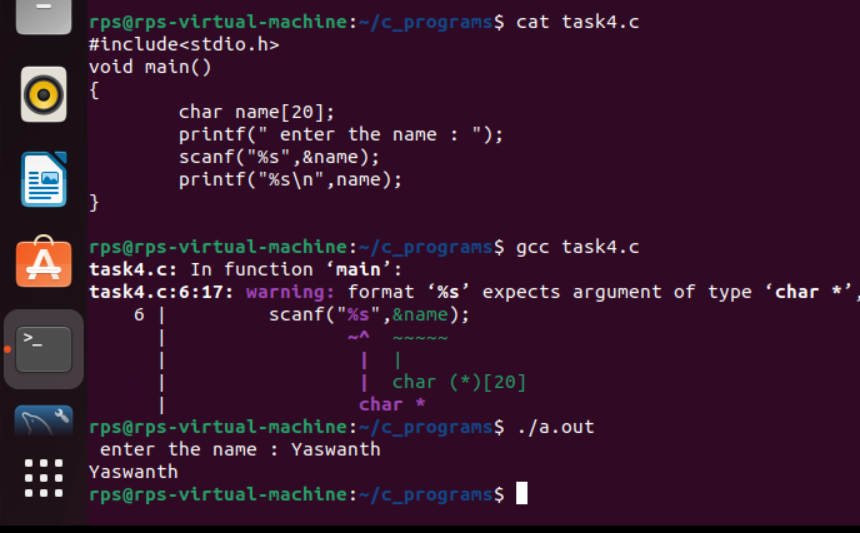 rps@rps-virtual-machine:~/c_programs$ cat task4.c
#include<stdio.h>
void main()
{
        char name[20];
        printf(" enter the name : ");
        scanf("%s",&name);
        printf("%s\n",name);
}
rps@rps-virtual-machine:~/c_programs$ gcc task4.c
task4.c: In function ‘main’:
task4.c:6:17: warning: format ‘%s’ expects argument of type ‘char *’,
    6 |         scanf("%s",&name);
      |                ~^  ~~~~~
      |                 |  |
      |                 |  char (*)[20]
      |                 char *
rps@rps-virtual-machine:~/c_programs$ ./a.out
 enter the name : Yaswanth
Yaswanth
rps@rps-virtual-machine:~/c_programs$